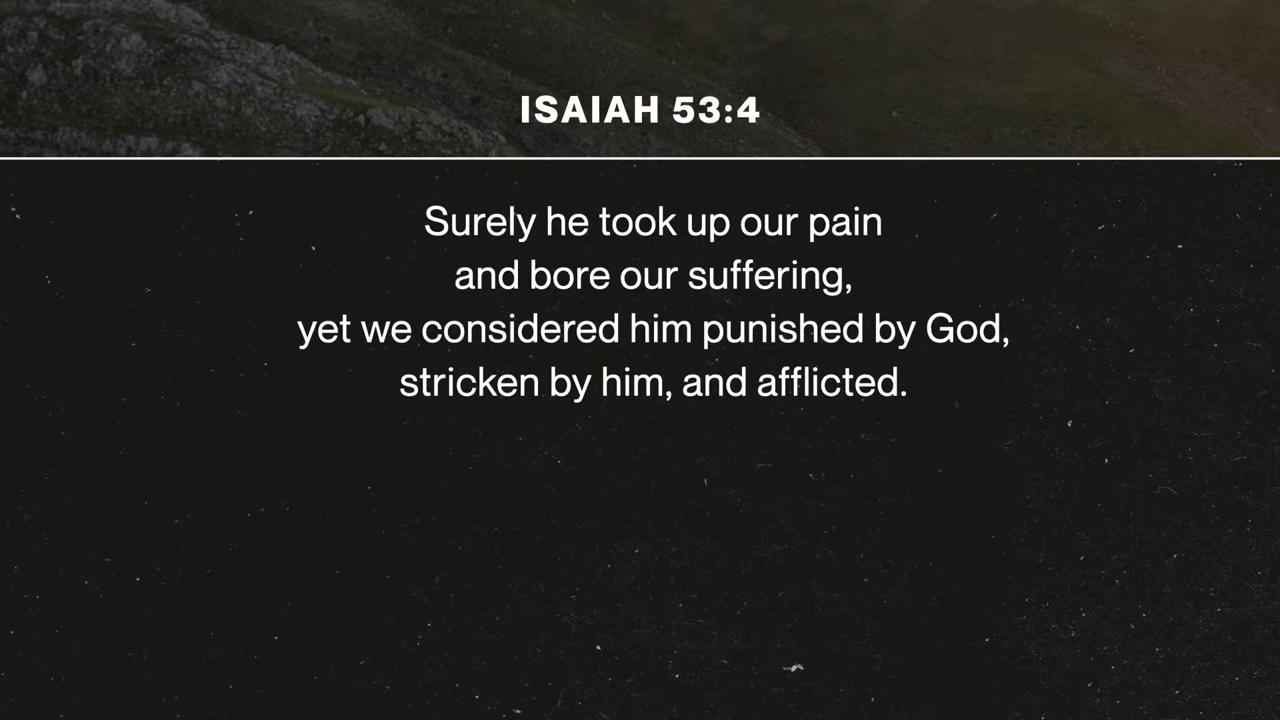 ISAIAH 53:4
Surely he took up our pain
and bore our suffering,
yet we considered him punished by God,
stricken by him, and afflicted.